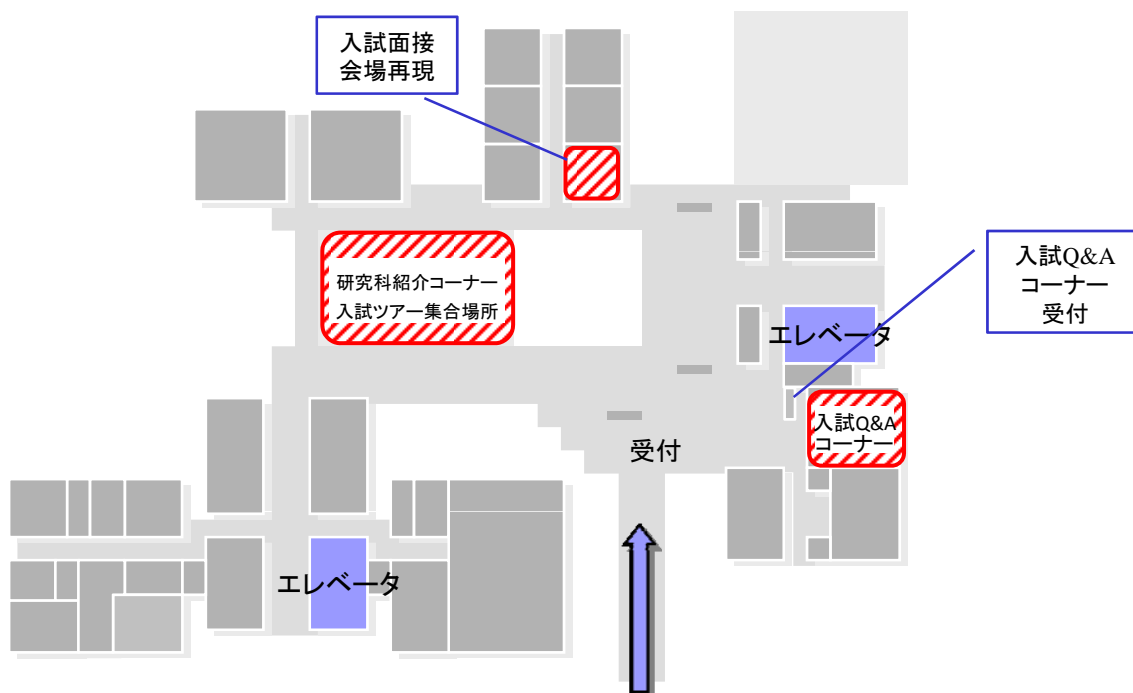 入試面接
会場再現
研究科紹介コーナー
入試ツアー集合場所
入試Q&A
コーナー
受付
エレベータ
入試Q&A
コーナー
受付
エレベータ